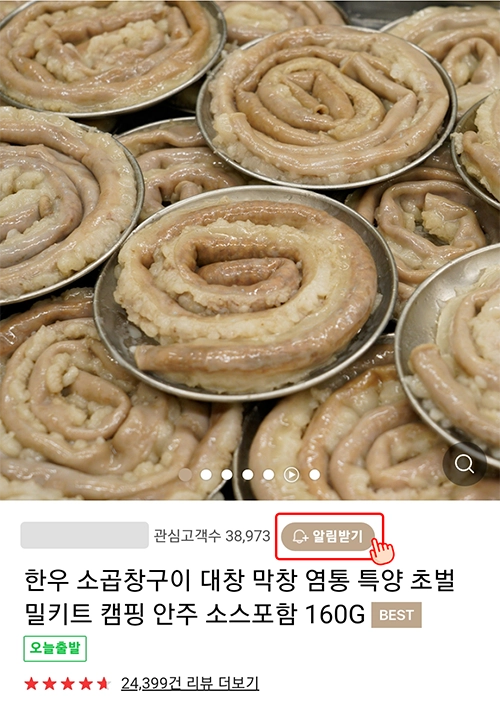 관심고객수 38,973 알림받기
한우 소곱창구이 대창 막창 염통 특양 초벌
밀키트 캠핑 안주 소스포함 160G BEST
오늘출발
24,399건 리뷰 더보기